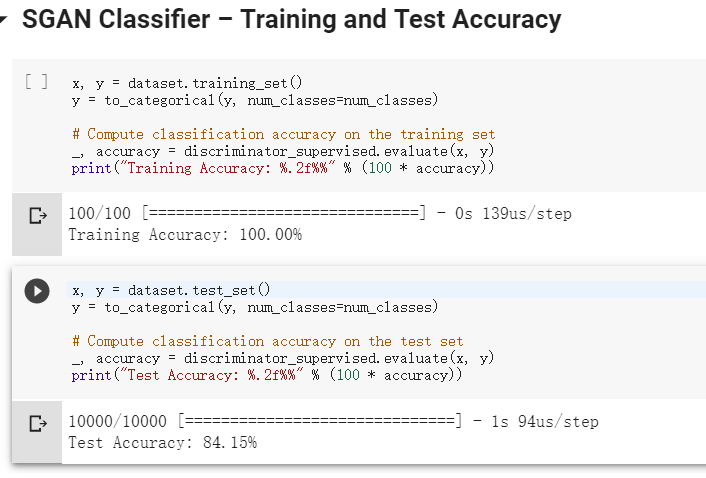 SGAN Classifier – Training and Test Accuracy
[ ] x, y = dataset.training_set()
y = to_categorical(y, num_classes=num_classes)
# Compute classification accuracy on the training set
_, accuracy = discriminator_supervised.evaluate(x, y)
print("Training Accuracy: %.2f%%" % (100 * accuracy))
100/100 [==============================] - 0s 139us/step
Training Accuracy: 100.00%
x, y = dataset.test_set()
y = to_categorical(y, num_classes=num_classes)
# Compute classification accuracy on the test set
_, accuracy = discriminator_supervised.evaluate(x, y)
print("Test Accuracy: %.2f%%" % (100 * accuracy))
10000/10000 [==============================] - 1s 94us/step
Test Accuracy: 84.15%